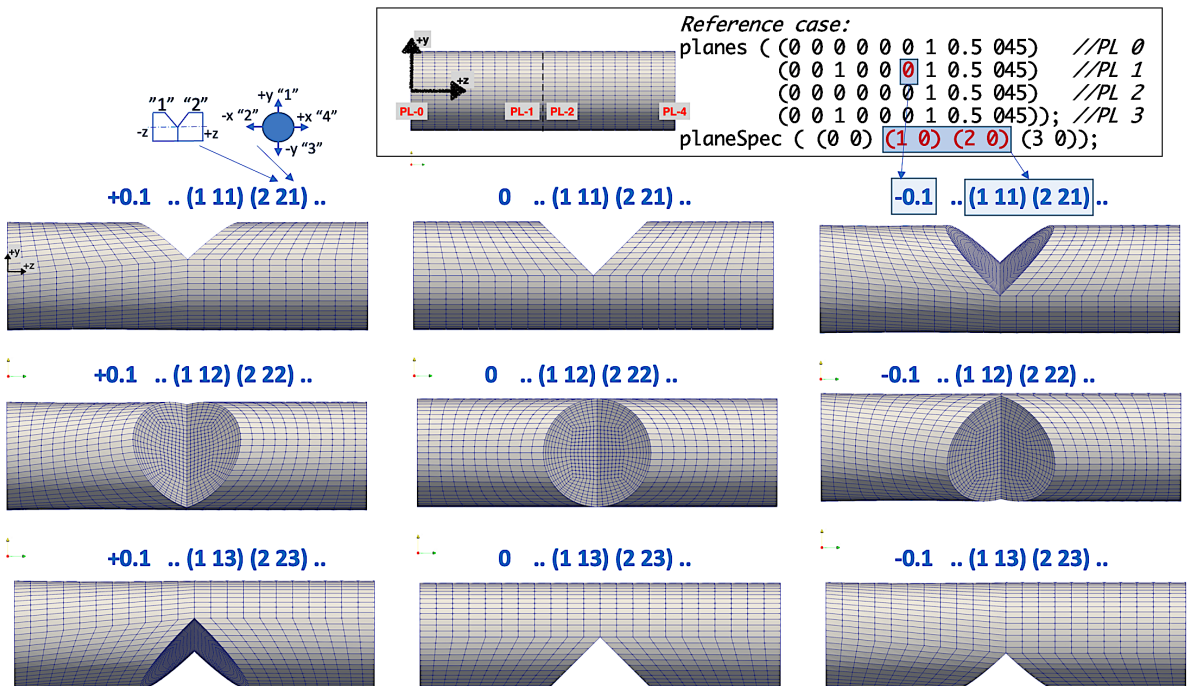 Reference case:
planes ( (0 0 0 0 0 0 1 0.5 045) //PL 0
(0 0 1 0 0 0 1 0.5 045) //PL 1
(0 0 0 0 0 0 1 0.5 045) //PL 2
(0 0 1 0 0 0 1 0.5 045)); //PL 3
planeSpec ( (0 0) (1 0) (2 0) (3 0));
+y
+z
PL-0 PL-1 PL-2 PL-4
"1" "2"
-z +z
+y "1"
-x "2" +x "4"
-y "3"
+0.1 .. (1 11) (2 21) ..
0 .. (1 11) (2 21) ..
-0.1 .. (1 11) (2 21) ..
+y
+z
+0.1 .. (1 12) (2 22) ..
0 .. (1 12) (2 22) ..
-0.1 .. (1 12) (2 22) ..
+0.1 .. (1 13) (2 23) ..
0 .. (1 13) (2 23) ..
-0.1 .. (1 13) (2 23) ..